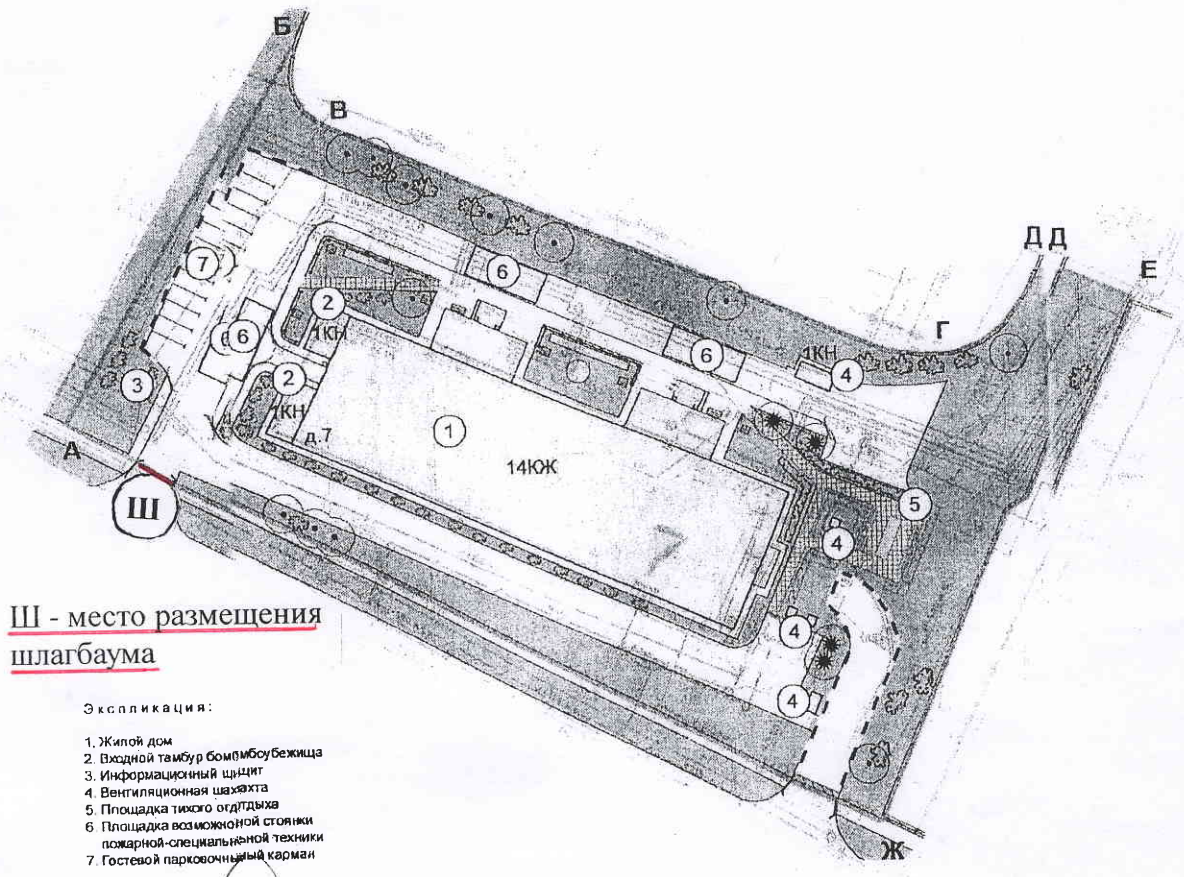 Б
В
Д Д
Е
6
7
2
1КН
6
6
Г
6
1КН
4
3
2
1КН
А
д.7
1
14КЖ
5
Ш
4
Ш - место размещения
шлагбаума
4
4
Ж
Экспликация:
1. Жилой дом
2. Входной тамбур бомбоубежища
3. Информационный щит
4. Вентиляционная шахта
5. Площадка тихого отдыха
6. Площадка возможной стоянки
пожарной-специальной техники
7. Гостевой парковочный карман